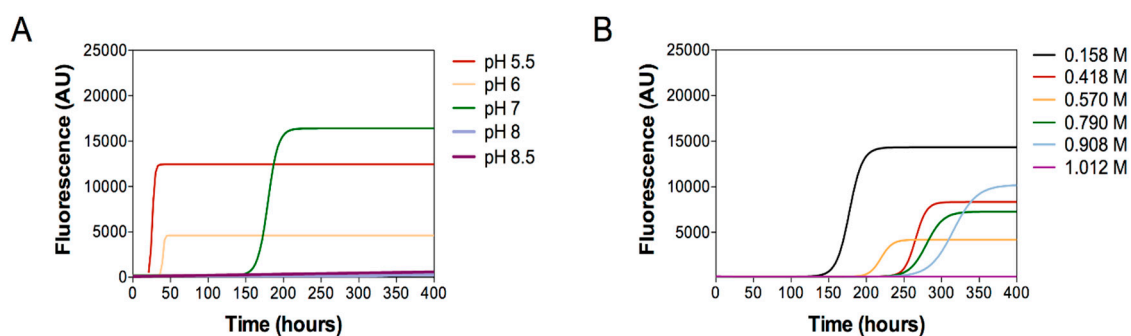 A
Fluorescence (AU)
25000
20000
15000
10000
5000
0
0 50 100 150 200 250 300 350 400
Time (hours)
pH 5.5
pH 6
pH 7
pH 8
pH 8.5
B
Fluorescence (AU)
25000
20000
15000
10000
5000
0 50 100 150 200 250 300 350 400
Time (hours)
0.158 M
0.418 M
0.570 M
0.790 M
0.908 M
1.012 M